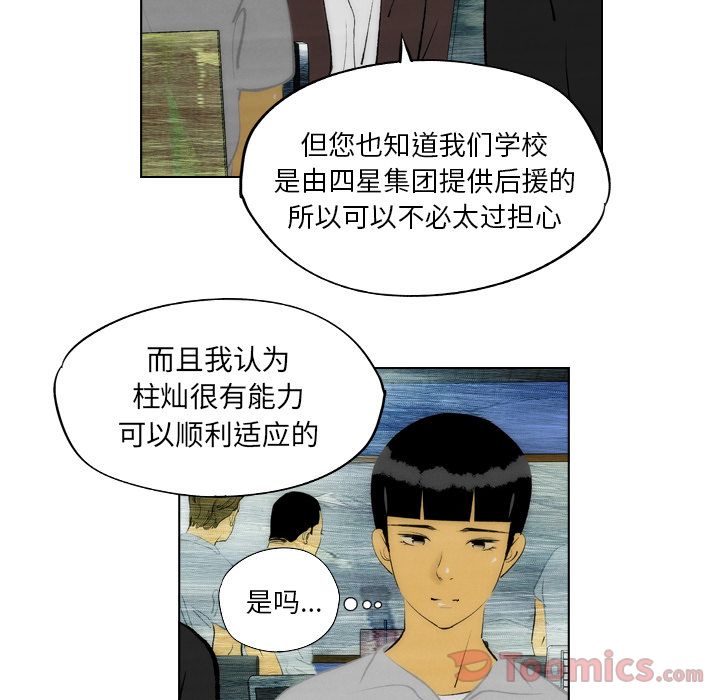 但您也知道我们学校
是由四星集团提供后援的
所以可以不必太过担心
而且我认为
柱灿很有能力
可以顺利适应的
是吗...
Toomics.com